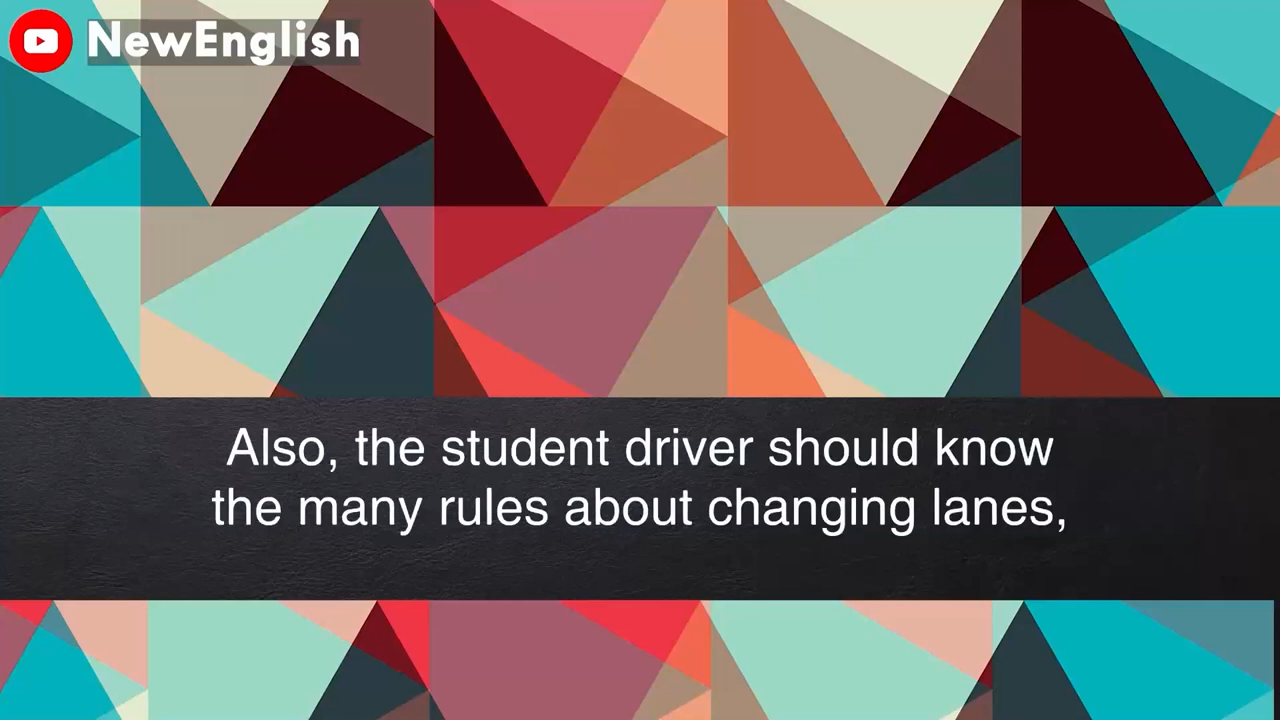 NewEnglish
Also, the student driver should know
the many rules about changing lanes,